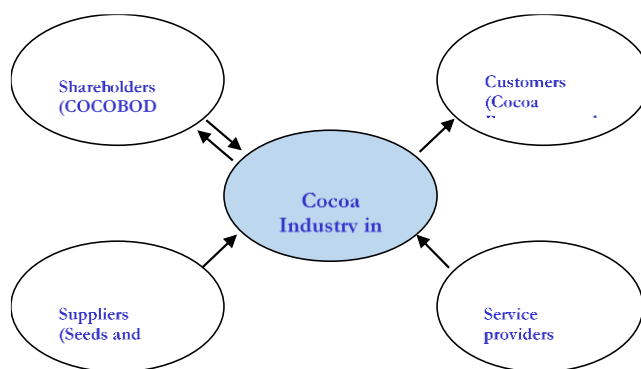 Shareholders
(COCOBOD
Customers
(Cocoa
Cocoa
Industry in
Suppliers
(Seeds and
Service
providers